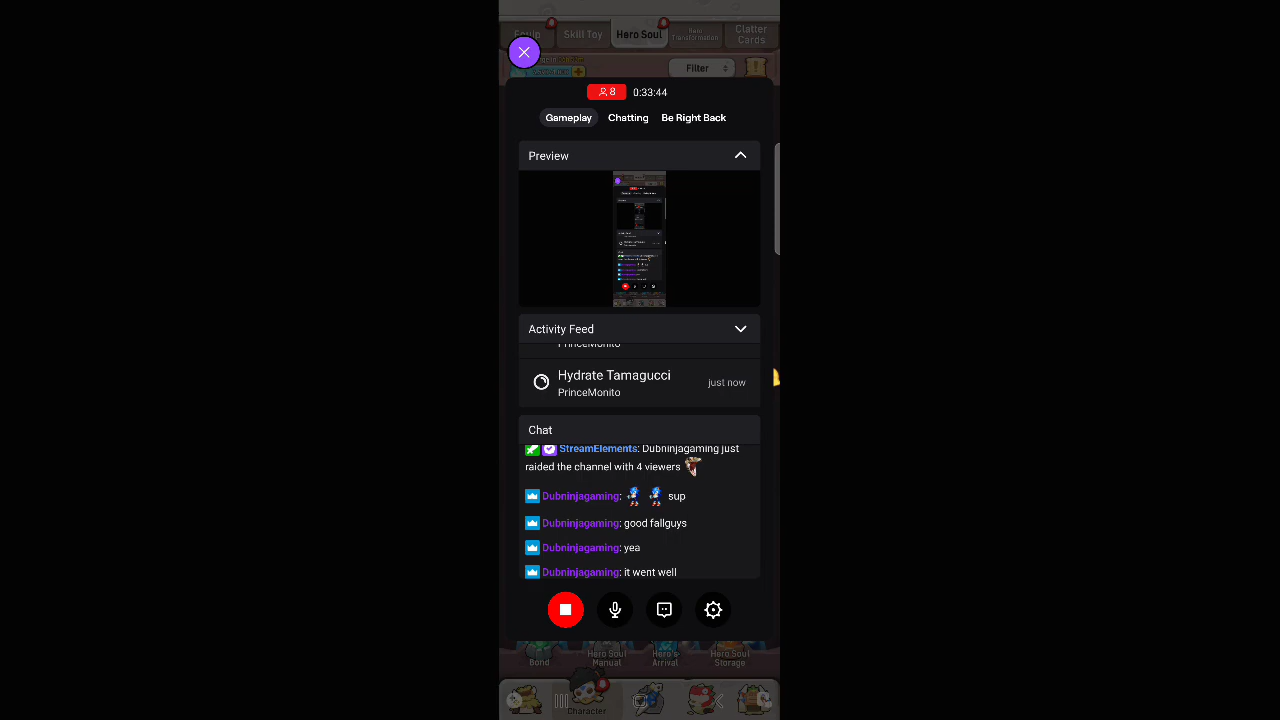 Equip Skill Toy Hero Soul Hero Transformation Clatter Cards
Filter
8 0:33:44
Gameplay Chatting Be Right Back
Preview
Activity Feed
PrinceMonito
Hydrate Tamagucci
PrinceMonito
just now
Chat
StreamElements: Dubninjagaming just
raided the channel with 4 viewers
Dubninjagaming: sup
Dubninjagaming: good fallguys
Dubninjagaming: yea
Dubninjagaming: it went well
Bond Hero Soul Manual Hero's Arrival Hero Soul Storage
Character